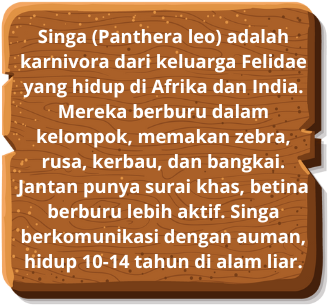 Singa (Panthera leo) adalah
karnivora dari keluarga Felidae
yang hidup di Afrika dan India.
Mereka berburu dalam
kelompok, memakan zebra,
rusa, kerbau, dan bangkai.
Jantan punya surai khas, betina
berburu lebih aktif. Singa
berkomunikasi dengan auman,
hidup 10-14 tahun di alam liar.